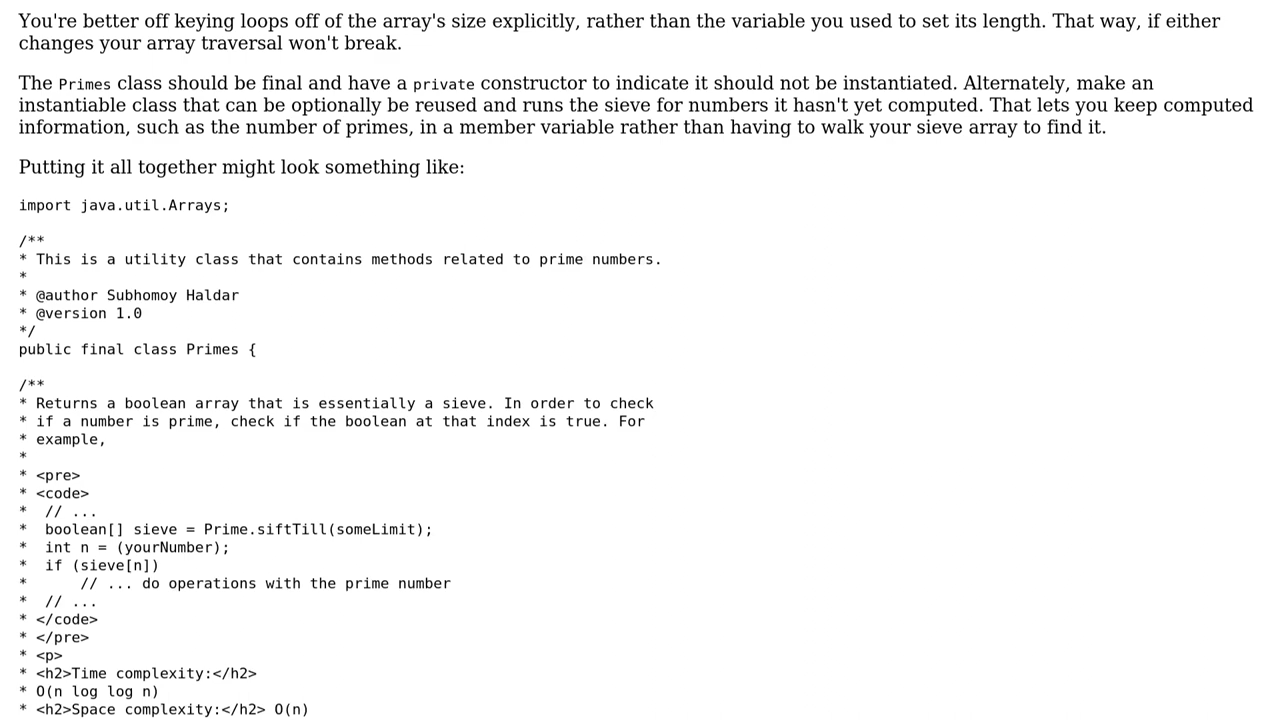 You're better off keying loops off of the array's size explicitly, rather than the variable you used to set its length. That way, if either
changes your array traversal won't break.
The Primes class should be final and have a private constructor to indicate it should not be instantiated. Alternately, make an
instantiable class that can be optionally be reused and runs the sieve for numbers it hasn't yet computed. That lets you keep computed
information, such as the number of primes, in a member variable rather than having to walk your sieve array to find it.
Putting it all together might look something like:
import java.util.Arrays;
/**
* This is a utility class that contains methods related to prime numbers.
*
* @author Subhomoy Haldar
* @version 1.0
*/
public final class Primes {
/**
* Returns a boolean array that is essentially a sieve. In order to check
* if a number is prime, check if the boolean at that index is true. For
* example,
*
* <pre>
* <code>
*  // ...
*  boolean[] sieve = Prime.siftTill(someLimit);
*  int n = (yourNumber);
*  if (sieve[n])
*      // ... do operations with the prime number
*  // ...
* </code>
* </pre>
* <p>
* <h2>Time complexity:</h2>
* O(n log log n)
* <h2>Space complexity:</h2> O(n)